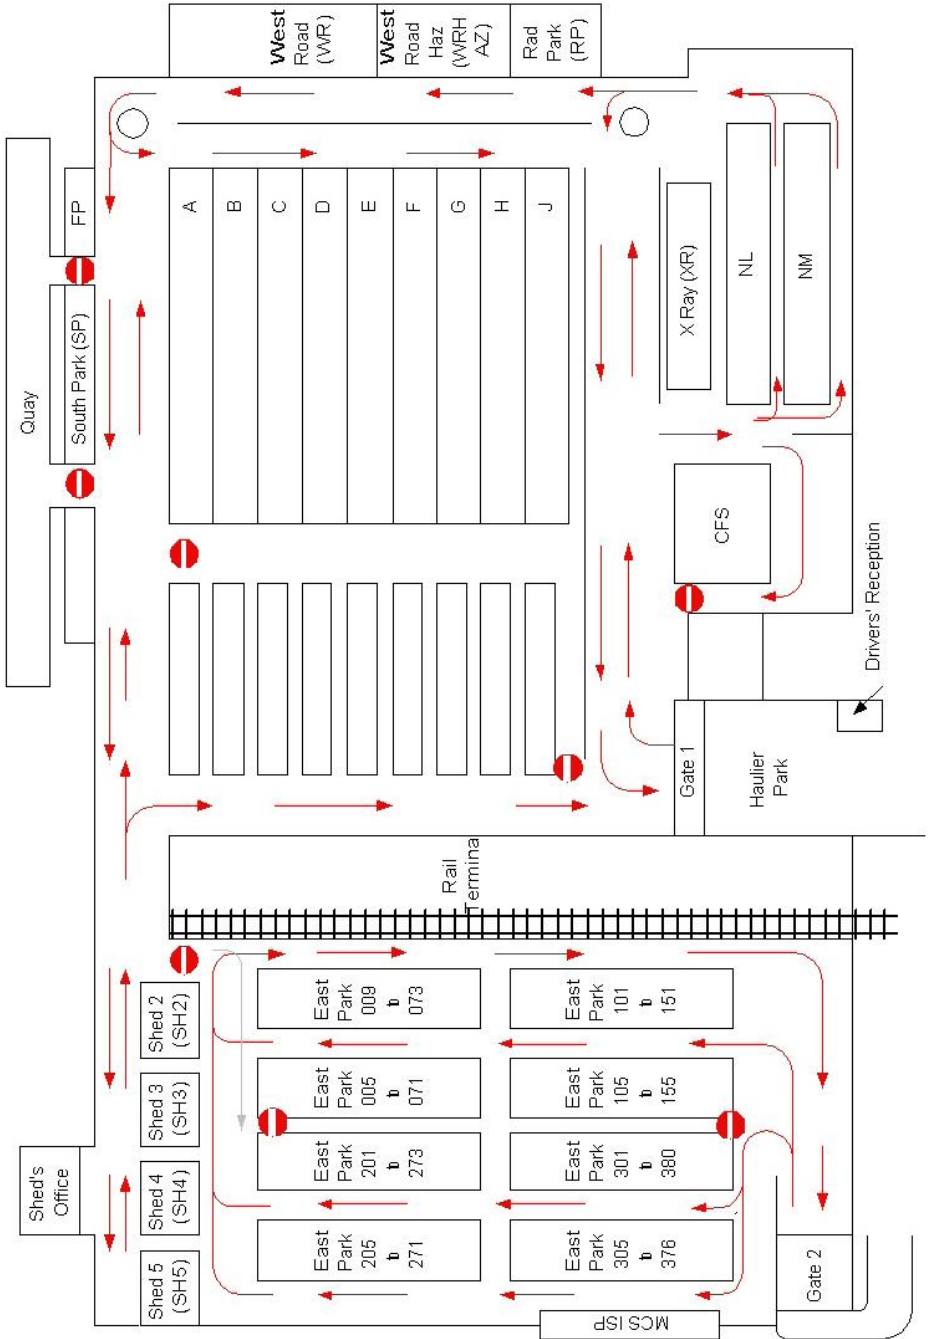 West
Road
(WR)
West
Road
Haz
(WRH
AZ)
Rad
Park
(RP)
Quay
FP
South Park (SP)
A
B
C
D
E
F
G
H
J
X Ray (XR)
NL
NM
CFS
Drivers' Reception
Gate 1
Haulier
Park
Rail
Termina
Shed's
Office
Shed 2
(SH2)
Shed 3
(SH3)
Shed 4
(SH4)
Shed 5
(SH5)
East
Park
009
to
073
East
Park
101
to
151
East
Park
005
to
071
East
Park
105
to
155
East
Park
201
to
273
East
Park
301
to
380
East
Park
205
to
271
East
Park
305
to
376
Gate 2
MCS ISP